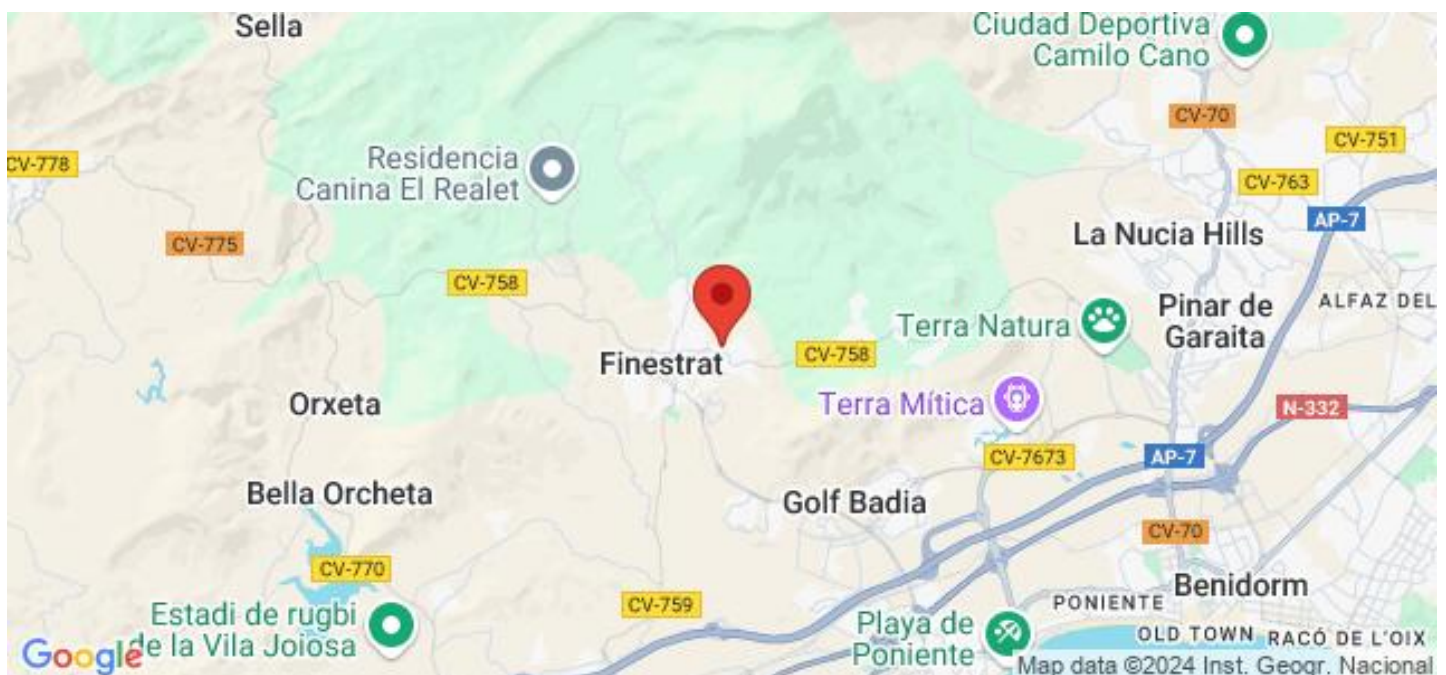 Sella
Ciudad Deportiva
Camilo Cano
CV-70
CV-751
CV-778
Residencia
Canina El Realet
CV-763
AP-7
La Nucia Hills
CV-775
CV-758
ALFAZ DEL
Pinar de
Garaita
Terra Natura
CV-758
Finestrat
Orxeta
Terra Mítica
N-332
CV-7673
AP-7
Bella Orcheta
Golf Badia
CV-70
CV-770
Benidorm
CV-759
PONIENTE
Estadi de rugbi
de la Vila Joiosa
Playa de
Poniente
OLD TOWN
RACÓ DE L'OIX
Google
Map data ©2024 Inst. Geogr. Nacional